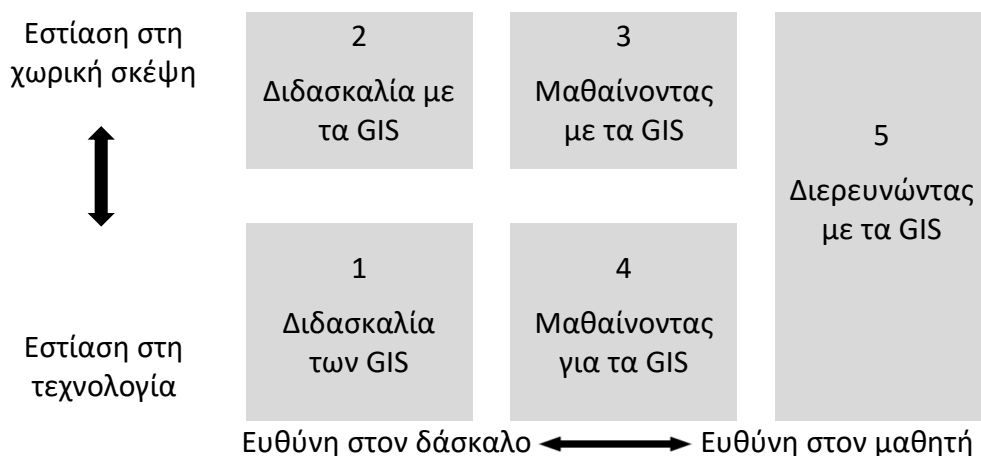 Εστίαση στη
χωρική σκέψη
2
Διδασκαλία με
τα GIS
3
Μαθαίνοντας
με τα GIS
5
Διερευνώντας
με τα GIS
1
Διδασκαλία
των GIS
4
Μαθαίνοντας
για τα GIS
Εστίαση στη
τεχνολογία
Ευθύνη στον δάσκαλο
Ευθύνη στον μαθητή